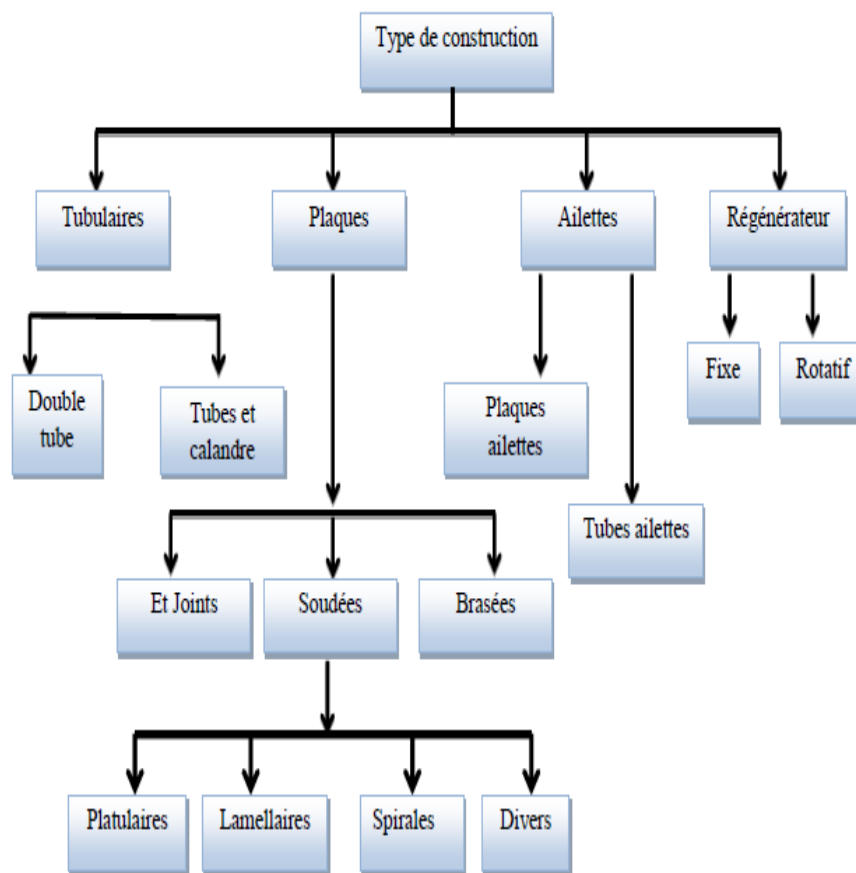 Type de construction
Tubulaires
Plaques
Ailettes
Régénérateur
Fixe
Rotatif
Double
tube
Tubes et
calandre
Plaques
ailettes
Tubes ailettes
Et Joints
Soudées
Brasées
Platulaires
Lamellaires
Spirales
Divers